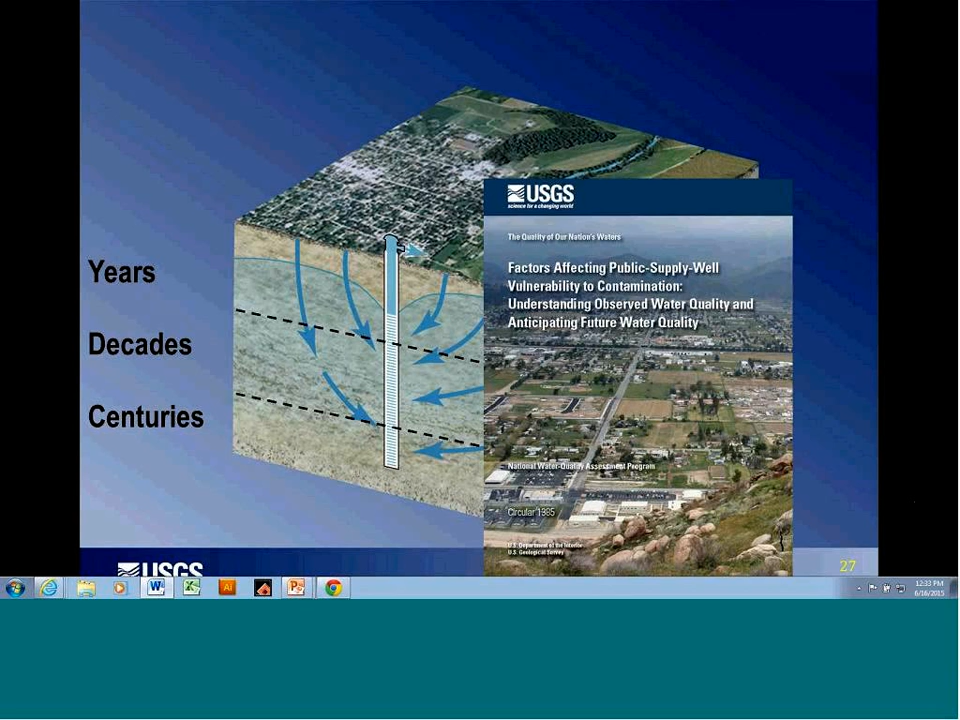 Years
Decades
Centuries
USGS
science for a changing world
The Quality of Our Nation's Waters
Factors Affecting Public-Supply-Well
Vulnerability to Contamination:
Understanding Observed Water Quality and
Anticipating Future Water Quality
National Water-Quality Assessment Program
Circular 1385
U.S. Department of the Interior
U.S. Geological Survey
USGS
27
W
X
Ai
P
12:33 PM
6/16/2015